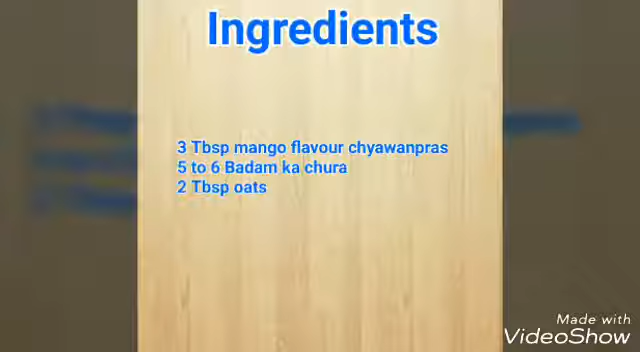 Ingredients
3 Tbsp mango flavour chyawanpras
5 to 6 Badam ka chura
2 Tbsp oats
Made with
VideoShow